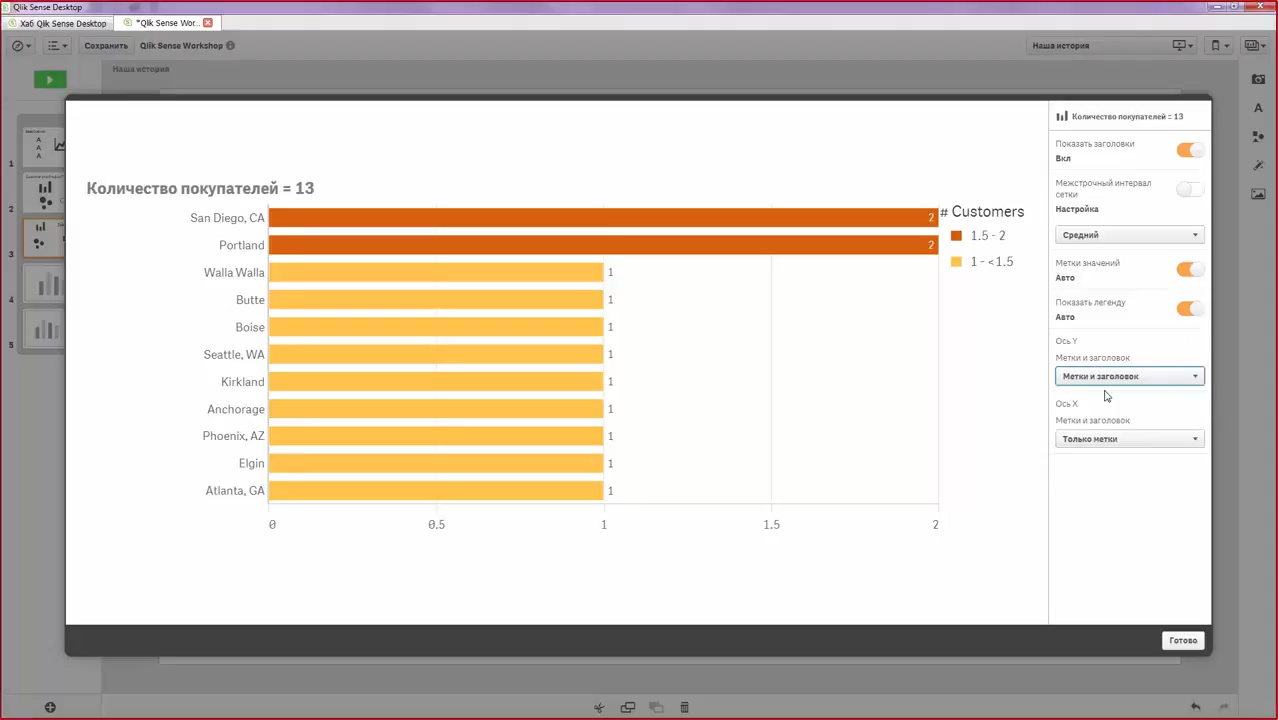 Qlik Sense Desktop
Хаб Qlik Sense Desktop
*Qlik Sense Wor...
Сохранить
Qlik Sense Workshop
Наша история
Наша история
1
2
3
4
5
Количество покупателей = 13
San Diego, CA
2
Portland
2
Walla Walla
1
Butte
1
Boise
1
Seattle, WA
1
Kirkland
1
Anchorage
1
Phoenix, AZ
1
Elgin
1
Atlanta, GA
1
0
0.5
1
1.5
2
# Customers
1.5 - 2
1 - <1.5
Количество покупателей = 13
Показать заголовки
Вкл
Межстрочный интервал
сетки
Настройка
Средний
Метки значений
Авто
Показать легенду
Авто
Ось Y
Метки и заголовок
Метки и заголовок
Ось X
Метки и заголовок
Только метки
Готово